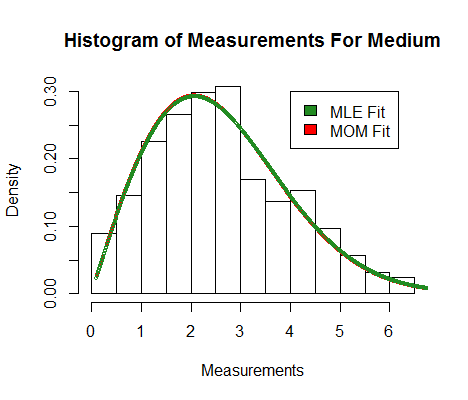 Histogram of Measurements For Medium
MLE Fit
MOM Fit
Density
0.30
0.20
0.10
0.00
0 1 2 3 4 5 6
Measurements